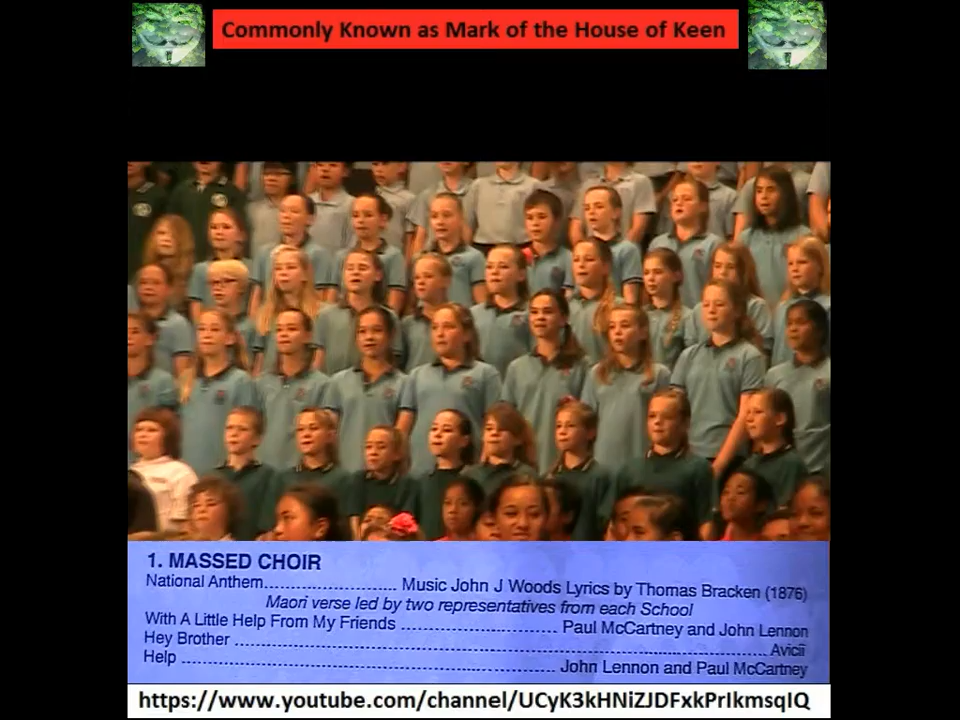 Commonly Known as Mark of the House of Keen
1. MASSED CHOIR
National Anthem........................... Music John J Woods Lyrics by Thomas Bracken (1876)
Maori verse led by two representatives from each School
With A Little Help From My Friends ............................... Paul McCartney and John Lennon
Hey Brother ............................................................................................................ Avicii
Help ........................................................................... John Lennon and Paul McCartney
https://www.youtube.com/channel/UCyK3kHNiZJDFxkPrIkmsqIQ